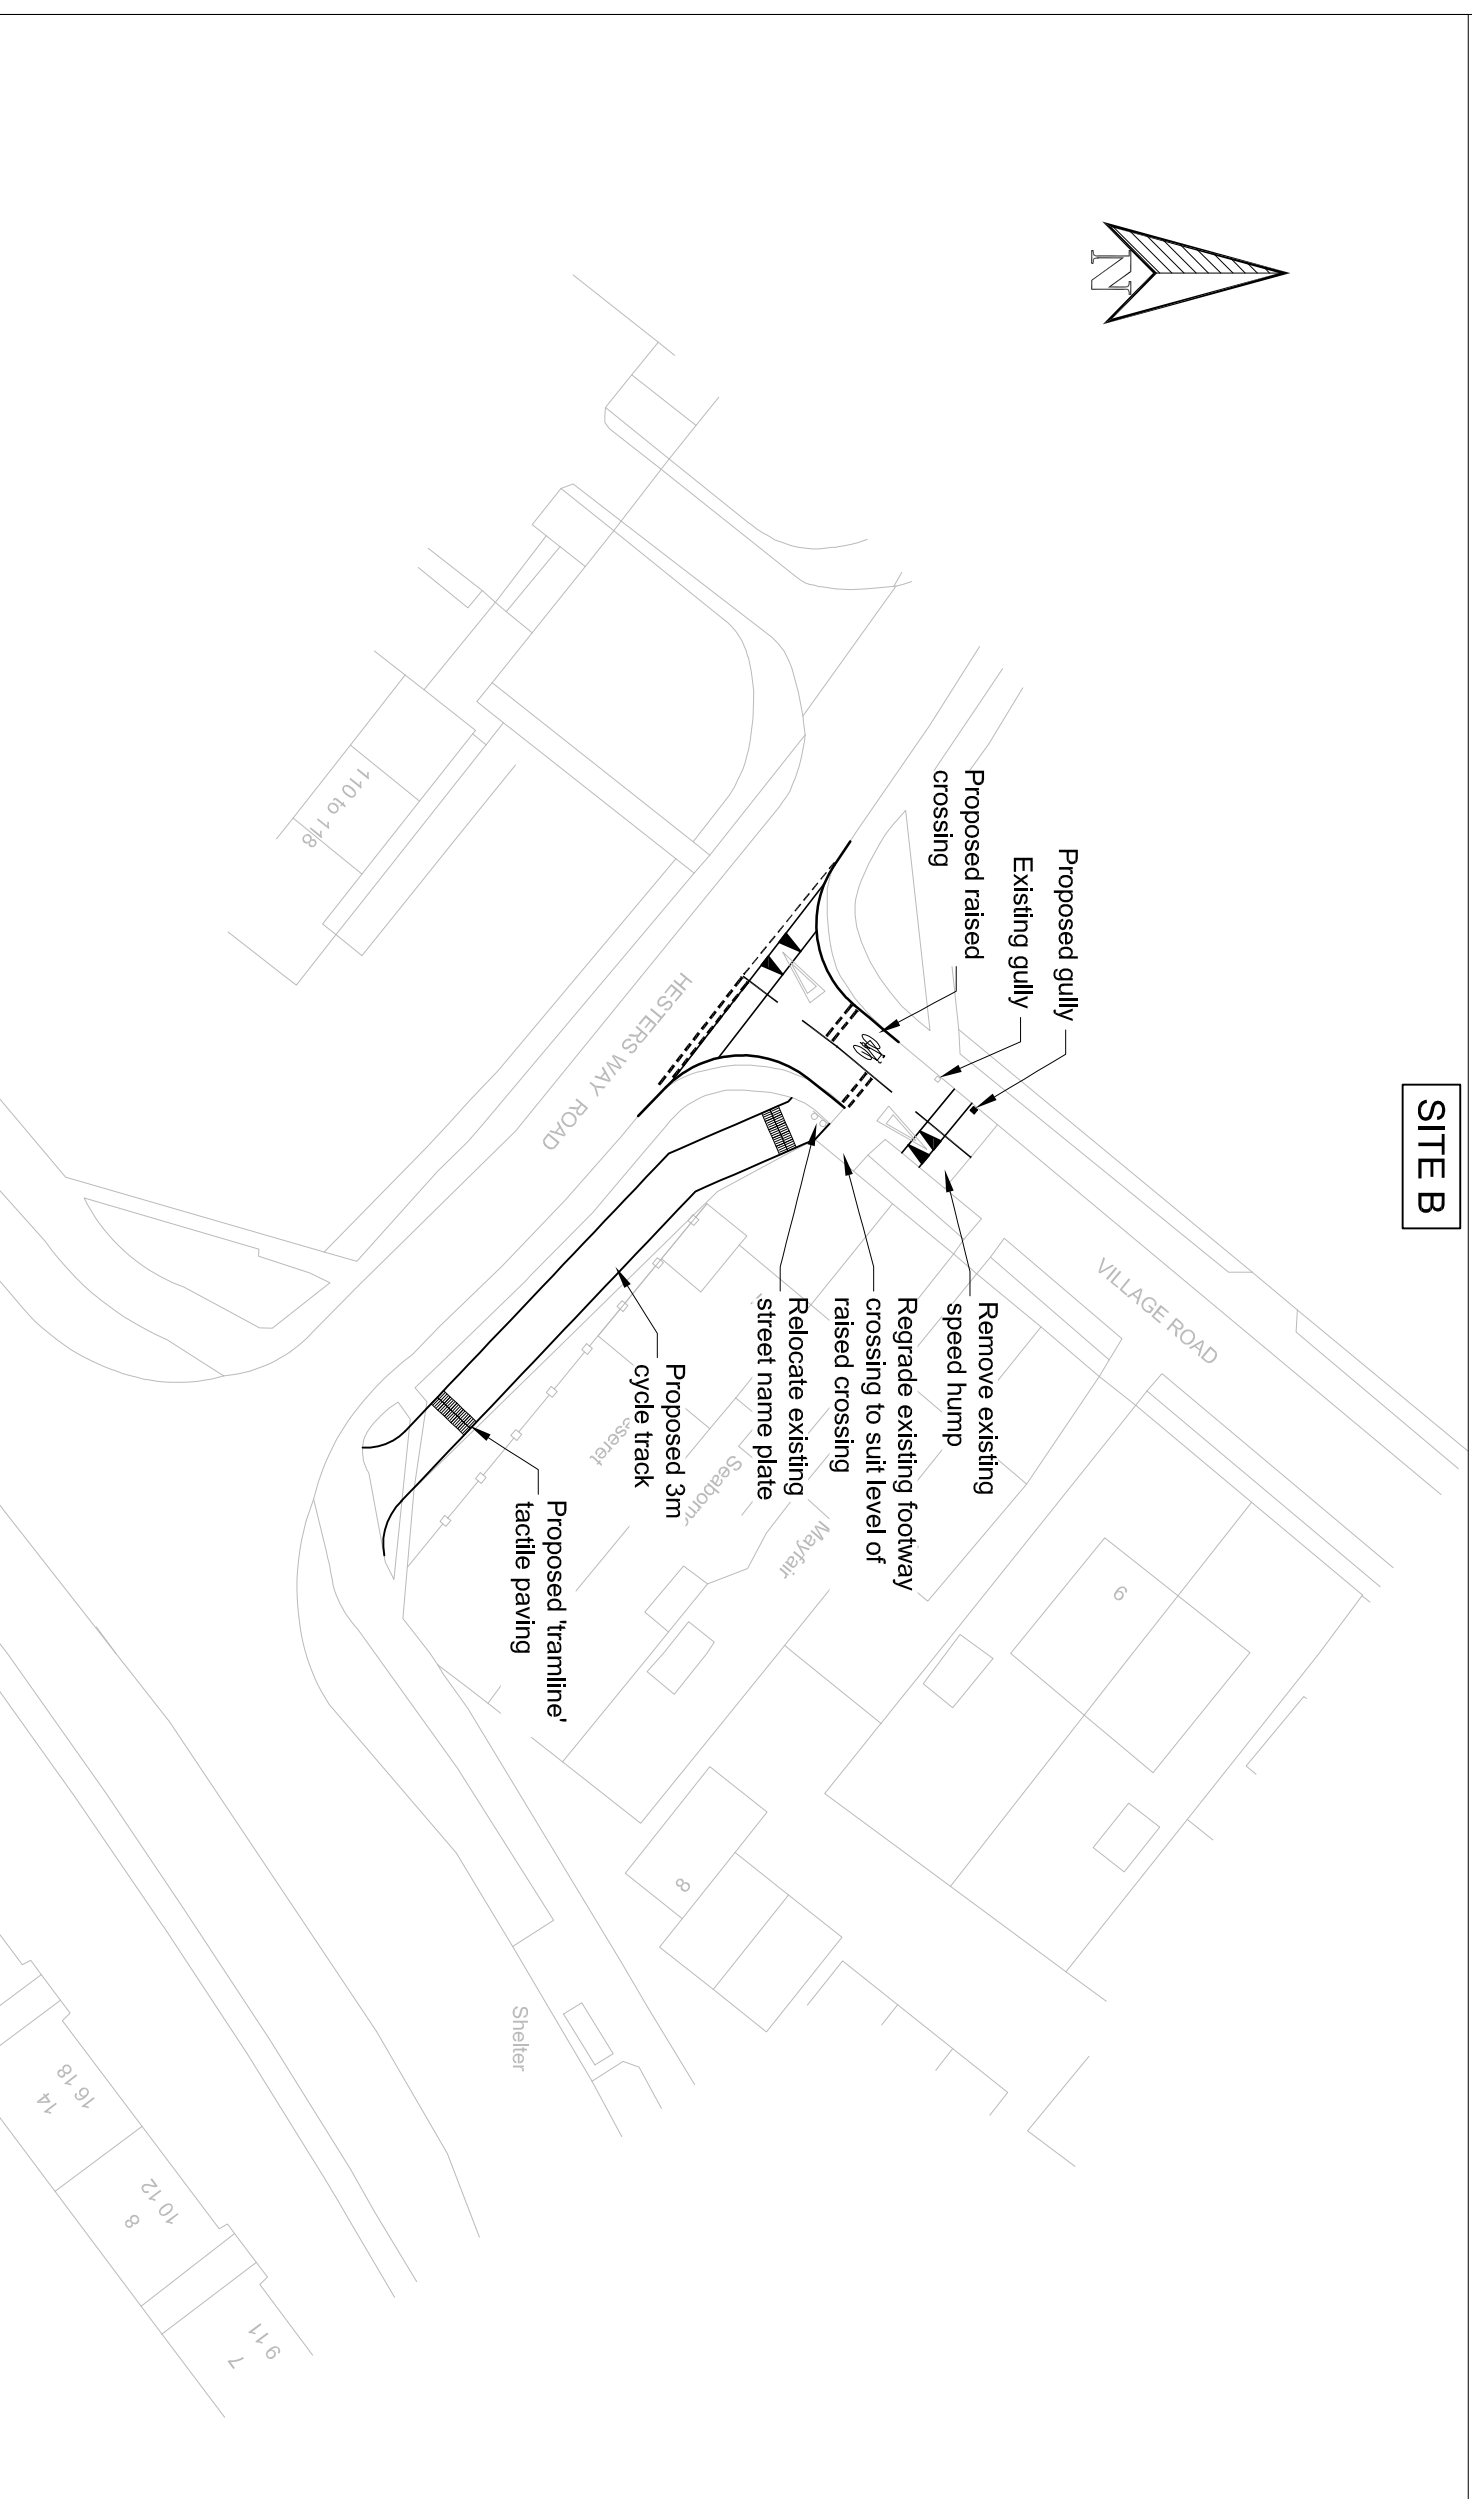 SITE B
N
Proposed gully
Existing gully
Proposed raised
crossing
VILLAGE ROAD
Remove existing
speed hump
Regrade existing footway
crossing to suit level of
raised crossing
Relocate existing
street name plate
Proposed 3m
cycle track
Proposed 'tramline'
tactile paving
HESTERS WAY ROAD
110 to 118
Mayfair
Seaborne
9
8
Shelter
16 18
14
10 12
8
9 11
7